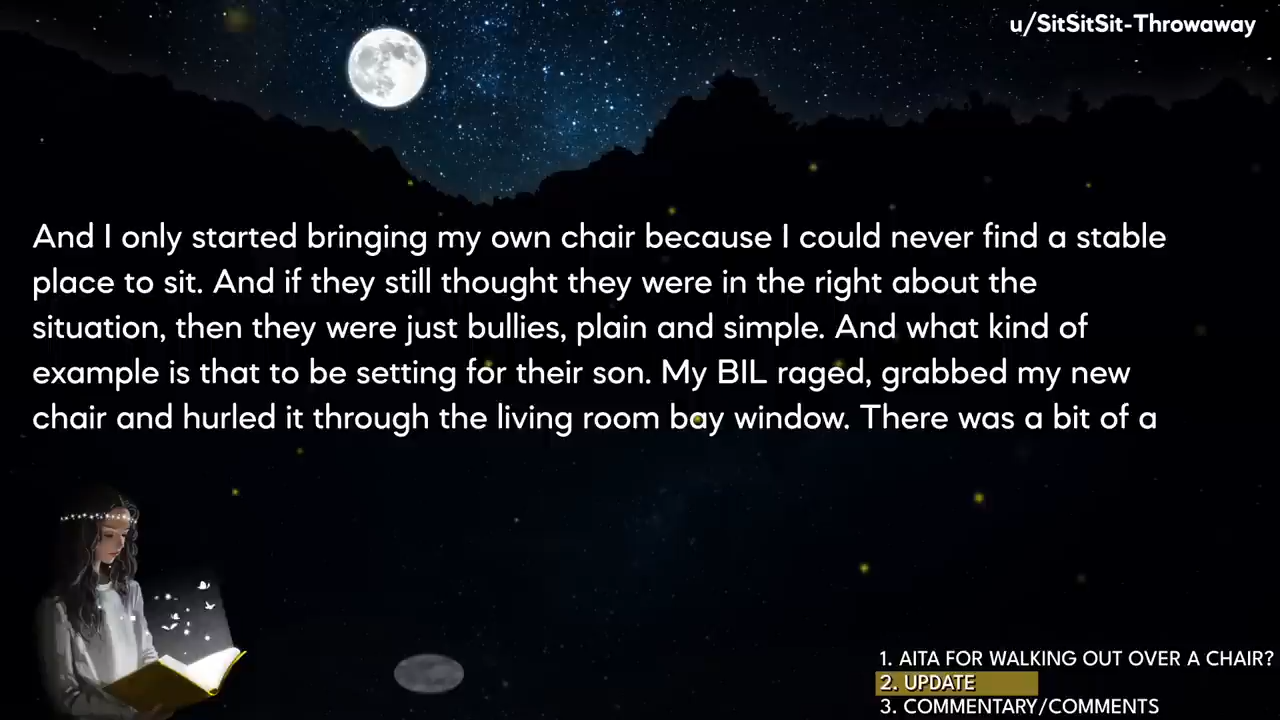 u/SitSitSit-Throwaway
And I only started bringing my own chair because I could never find a stable
place to sit. And if they still thought they were in the right about the
situation, then they were just bullies, plain and simple. And what kind of
example is that to be setting for their son. My BIL raged, grabbed my new
chair and hurled it through the living room bay window. There was a bit of a
1. AITA FOR WALKING OUT OVER A CHAIR?
2. UPDATE
3. COMMENTARY/COMMENTS